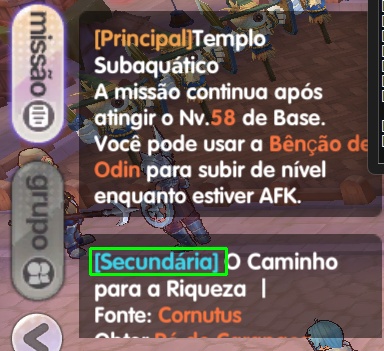 missão
grupo
[Principal]Templo
Subaquático
A missão continua após
atingir o Nv.58 de Base.
Você pode usar a Bênção de
Odin para subir de nível
enquanto estiver AFK.
[Secundária] O Caminho
para a Riqueza |
Fonte: Cornutus